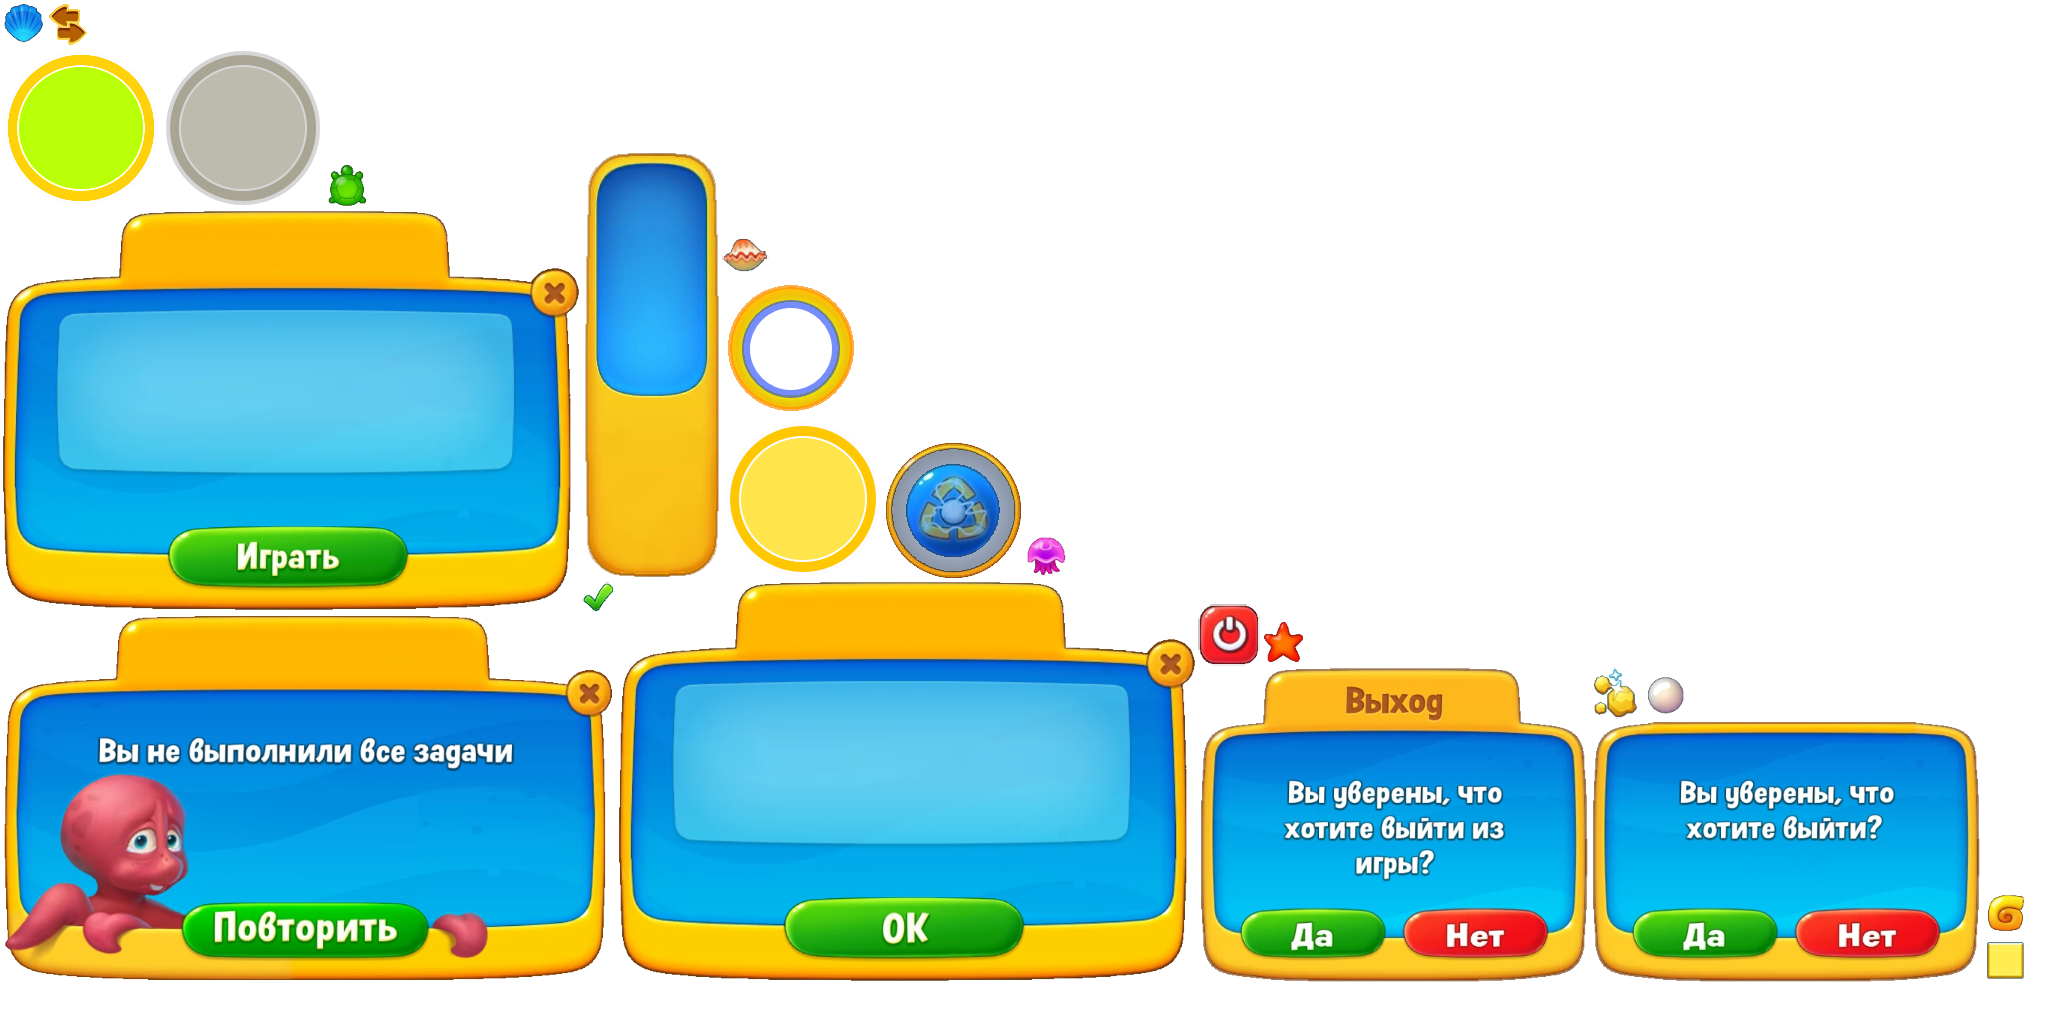 Играть
Вы не выполнили все задачи
Повторить
ОК
Выход
Вы уверены, что
хотите выйти из
игры?
Да
Нет
Вы уверены, что
хотите выйти?
Да
Нет